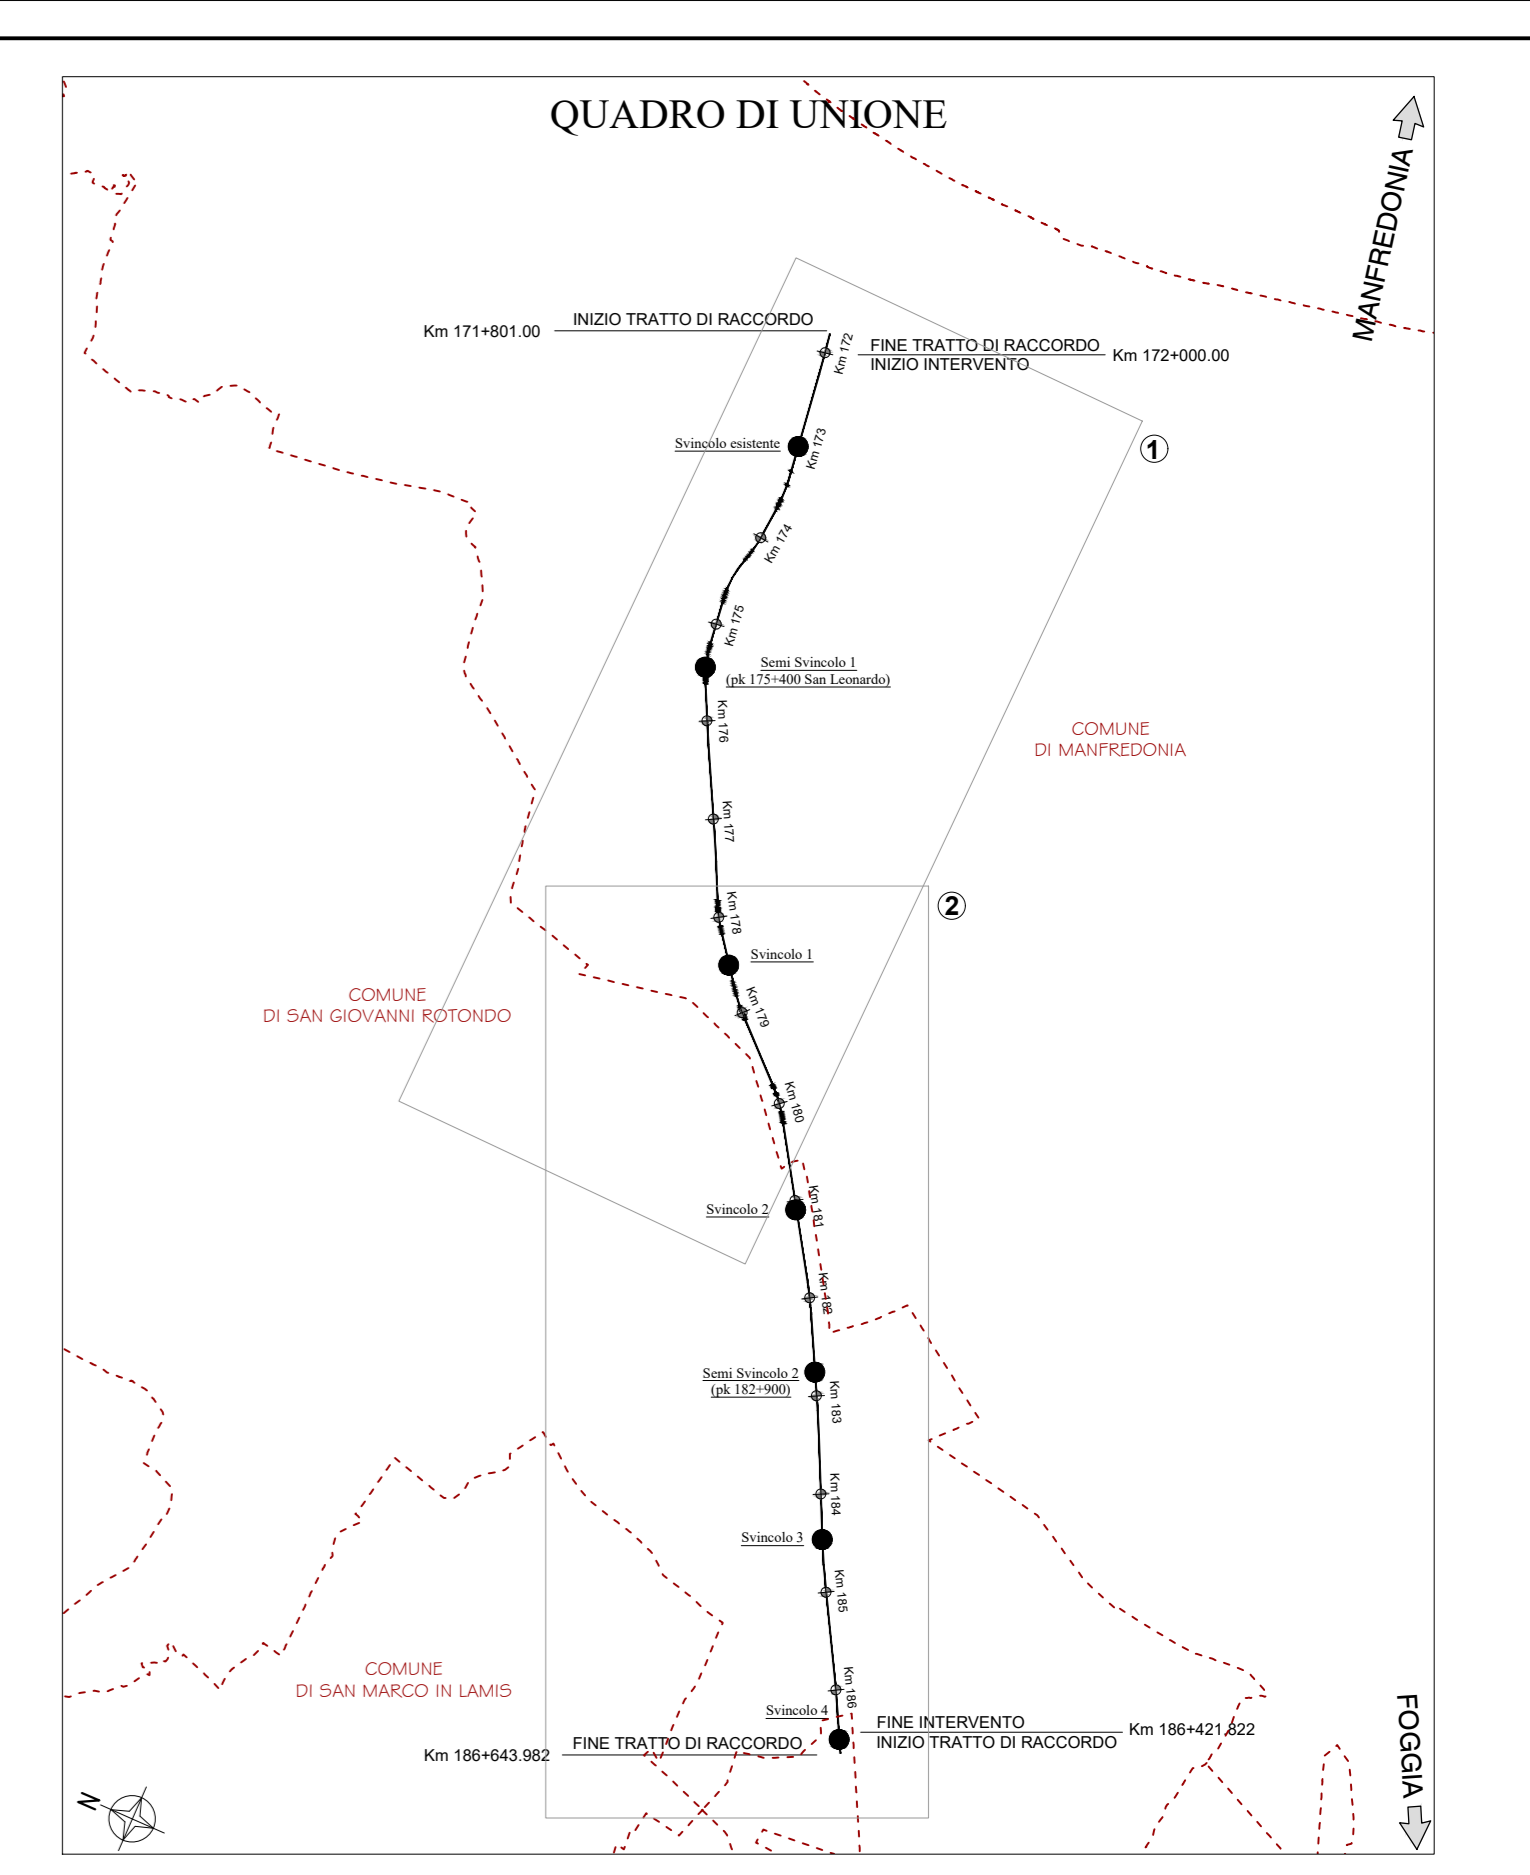 QUADRO DI UNIONE
MANFREDONIA
INIZIO TRATTO DI RACCORDO
Km 171+801.00
Km 172
FINE TRATTO DI RACCORDO
INIZIO INTERVENTO
Km 172+000.00
Svincolo esistente
Km 173
1
Km 174
Km 175
Semi Svincolo 1
(pk 175+400 San Leonardo)
Km 176
COMUNE
DI MANFREDONIA
Km 177
Km 178
2
Svincolo 1
COMUNE
DI SAN GIOVANNI ROTONDO
Km 179
Km 180
Svincolo 2
Km 181
Km 182
Semi Svincolo 2
(pk 182+900)
Km 183
Km 184
Svincolo 3
Km 185
COMUNE
DI SAN MARCO IN LAMIS
Km 186
Svincolo 4
FINE INTERVENTO
INIZIO TRATTO DI RACCORDO
Km 186+421.822
FINE TRATTO DI RACCORDO
Km 186+643.982
FOGGIA
N